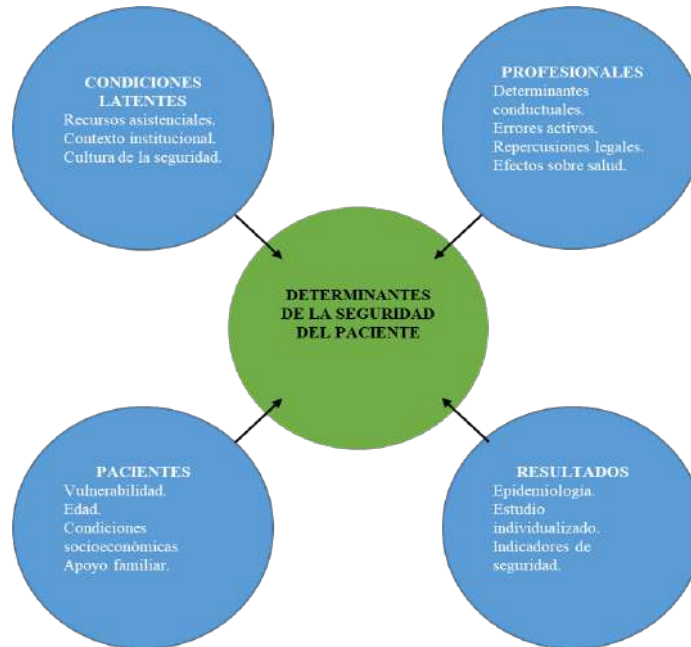 CONDICIONES
LATENTES
Recursos asistenciales.
Contexto institucional.
Cultura de la seguridad.
PROFESIONALES
Determinantes
conductuales.
Errores activos.
Repercusiones legales.
Efectos sobre salud.
DETERMINANTES
DE LA SEGURIDAD
DEL PACIENTE
PACIENTES
Vulnerabilidad.
Edad.
Condiciones
socioeconómicas
Apoyo familiar.
RESULTADOS
Epidemiología.
Estudio
individualizado.
Indicadores de
seguridad.